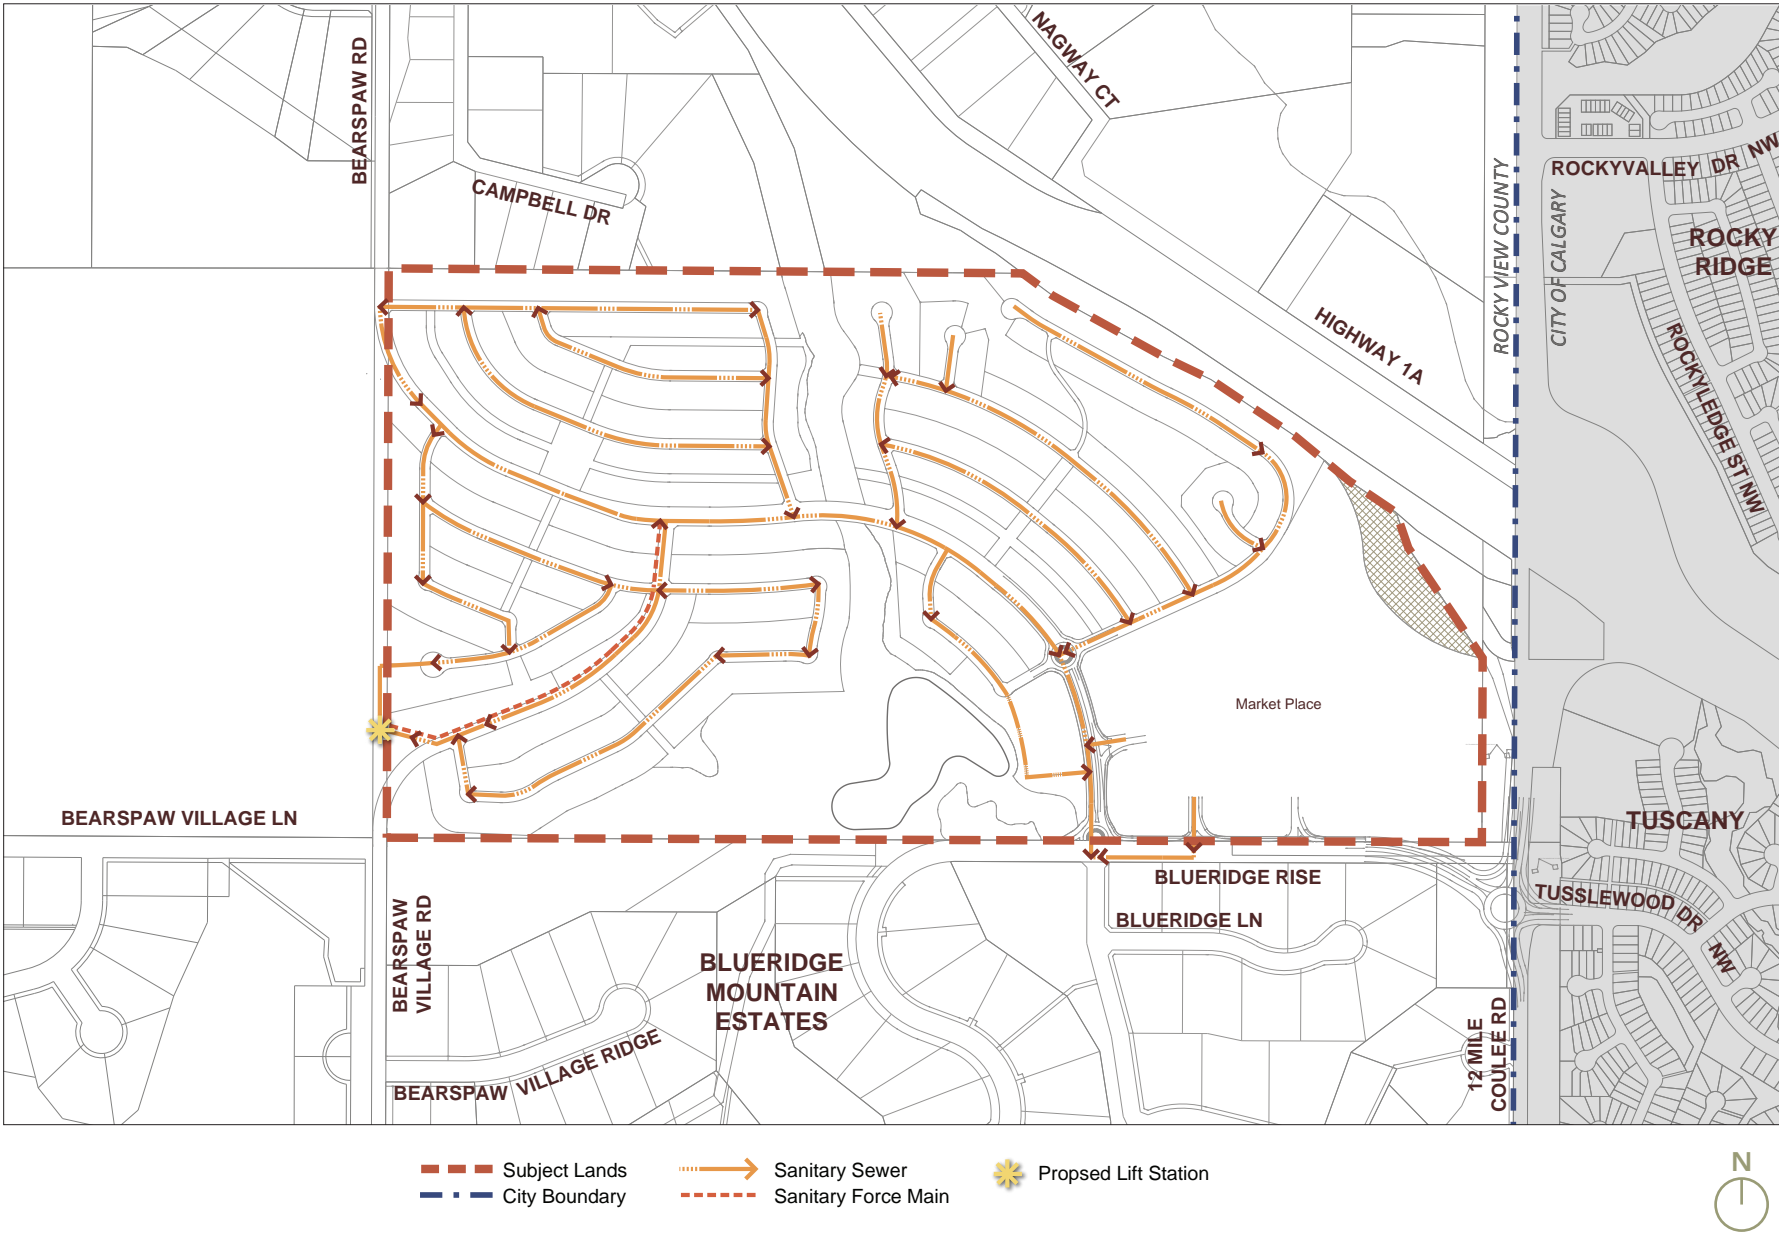 BEARSPAW RD
NAGWAY CT
CAMPBELL DR
ROCKYVALLEY DR NW
ROCKY VIEW COUNTY
CITY OF CALGARY
ROCKY
RIDGE
HIGHWAY 1A
ROCKYLEDGE ST NW
Market Place
BEARSPAW VILLAGE LN
TUSCANY
BLUERIDGE RISE
TUSSLEWOOD DR NW
BLUERIDGE LN
BEARSPAW
VILLAGE RD
BLUERIDGE
MOUNTAIN
ESTATES
12 MILE
COULEE RD
BEARSPAW VILLAGE RIDGE
Subject Lands
City Boundary
Sanitary Sewer
Sanitary Force Main
Propsed Lift Station
N